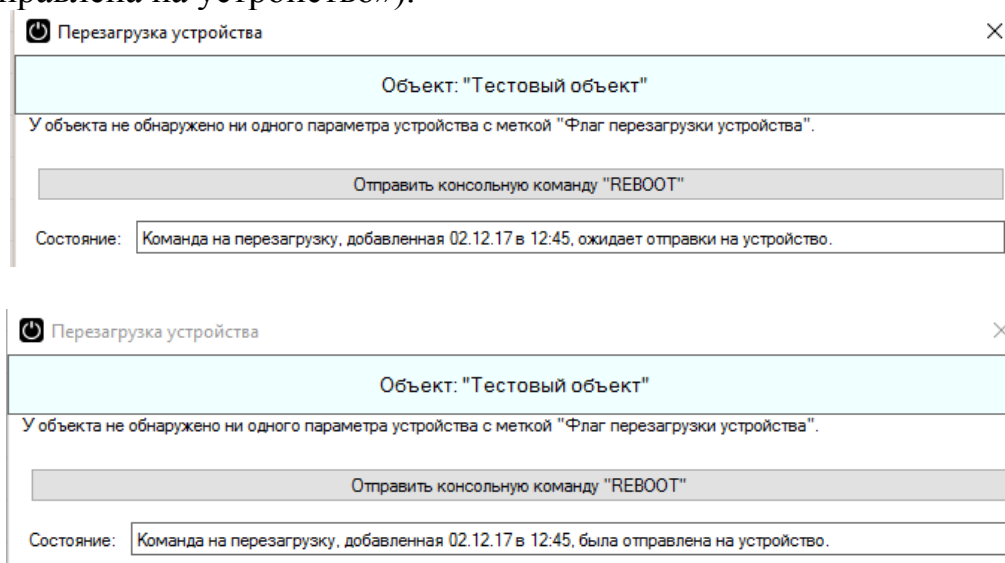 на устройство»).
Перезагрузка устройства
Объект: "Тестовый объект"
У объекта не обнаружено ни одного параметра устройства с меткой "Флаг перезагрузки устройства".
Отправить консольную команду "REBOOT"
Состояние: Команда на перезагрузку, добавленная 02.12.17 в 12:45, ожидает отправки на устройство.
Перезагрузка устройства
Объект: "Тестовый объект"
У объекта не обнаружено ни одного параметра устройства с меткой "Флаг перезагрузки устройства".
Отправить консольную команду "REBOOT"
Состояние: Команда на перезагрузку, добавленная 02.12.17 в 12:45, была отправлена на устройство.